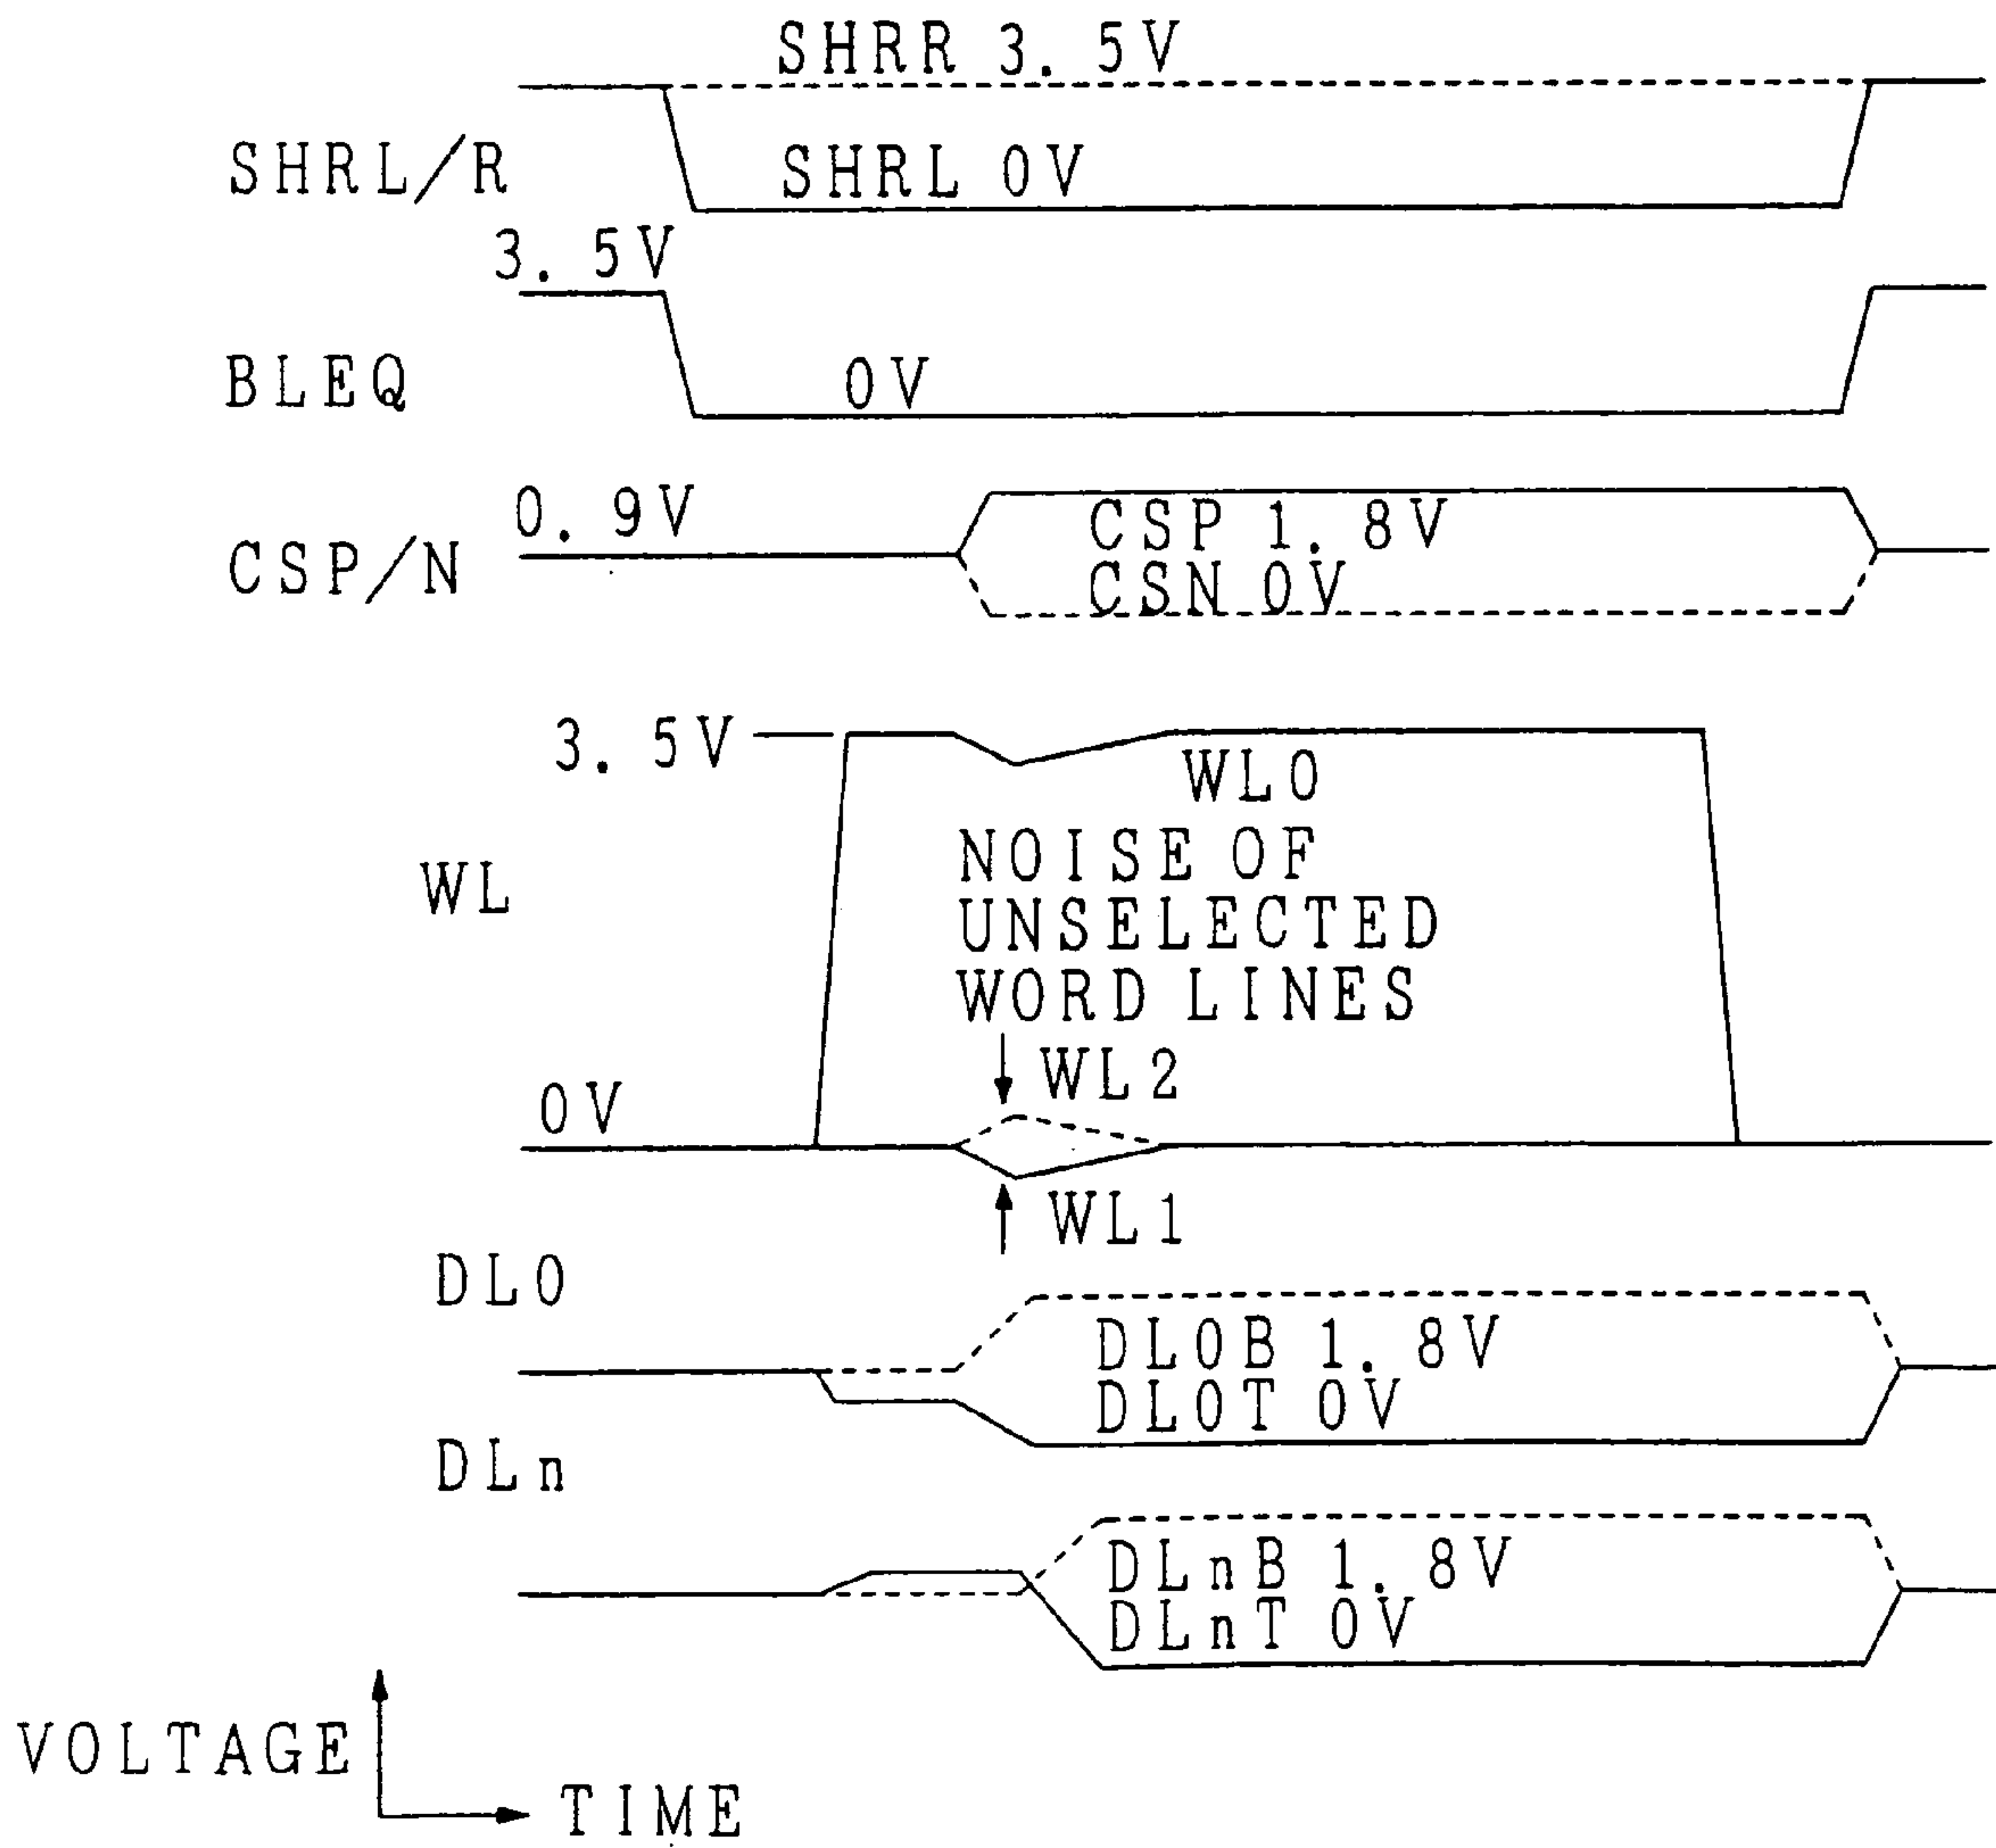 SHRR 3. 5V
SHRL/R
SHRL 0V
3. 5V
BLEQ
0V
0. 9V
CSP 1. 8V
CSP/N
CSN 0V
3. 5V
WL0
NOISE OF
WL
UNSELECTED
WORD LINES
WL2
0V
WL1
DL0
DL0B 1. 8V
DL0T 0V
DLn
DLnB 1. 8V
DLnT 0V
VOLTAGE
TIME